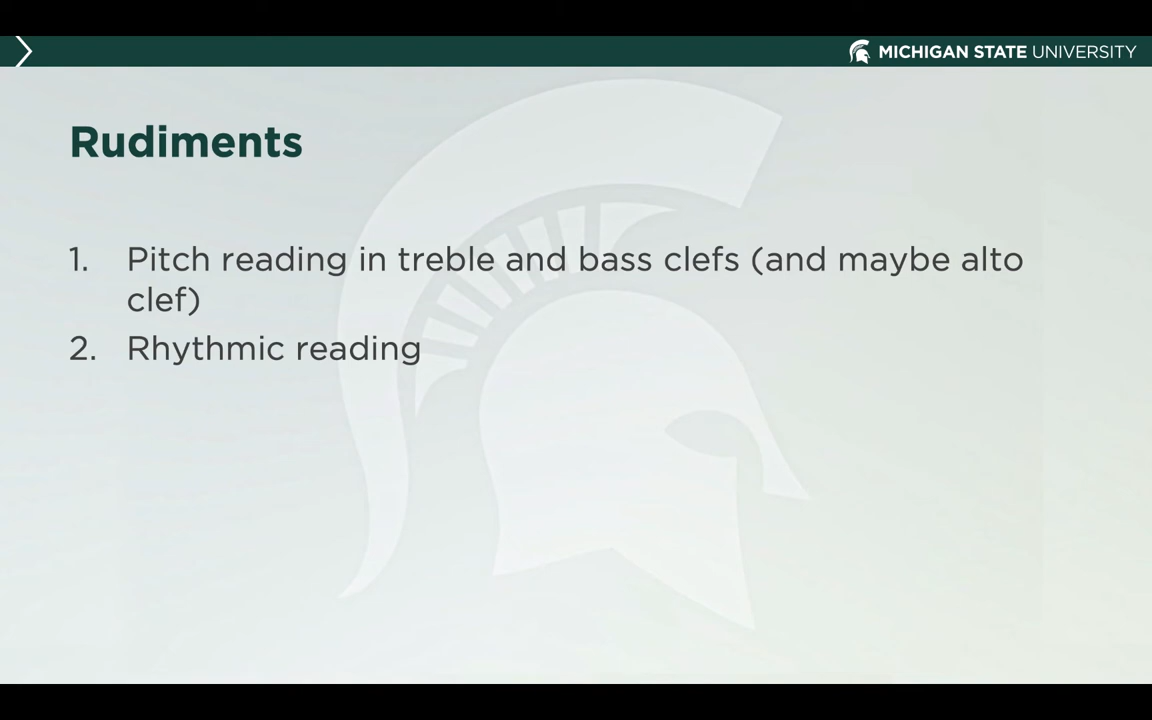 MICHIGAN STATE UNIVERSITY
Rudiments
1. Pitch reading in treble and bass clefs (and maybe alto
clef)
2. Rhythmic reading